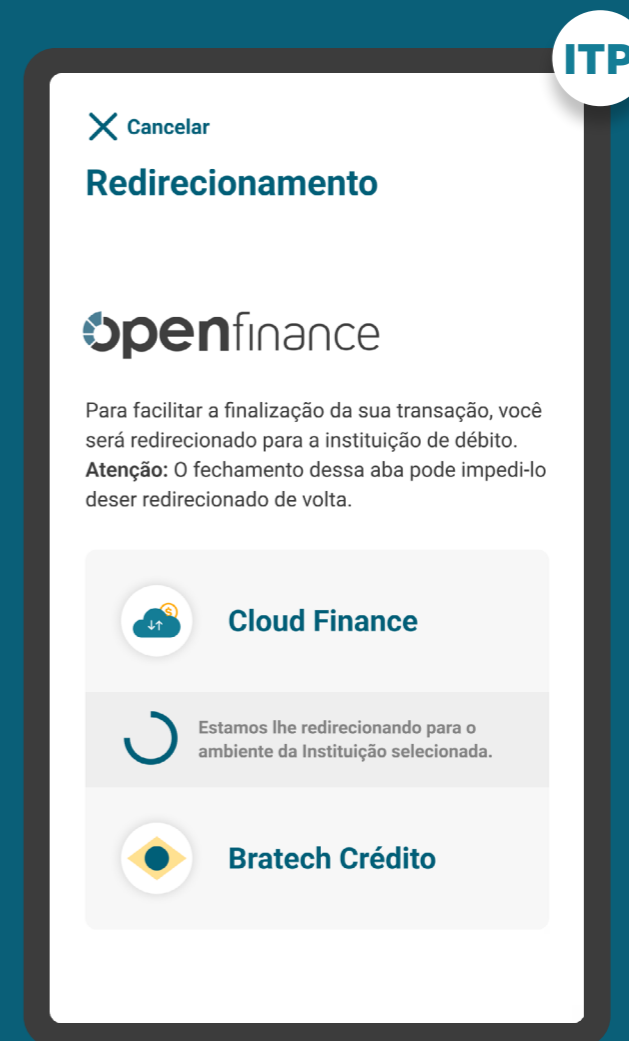 ITP
Cancelar
Redirecionamento
openfinance
Para facilitar a finalização da sua transação, você
será redirecionado para a instituição de débito.
Atenção: O fechamento dessa aba pode impedi-lo
deser redirecionado de volta.
$
Cloud Finance
Estamos lhe redirecionando para o
ambiente da Instituição selecionada.
Bratech Crédito